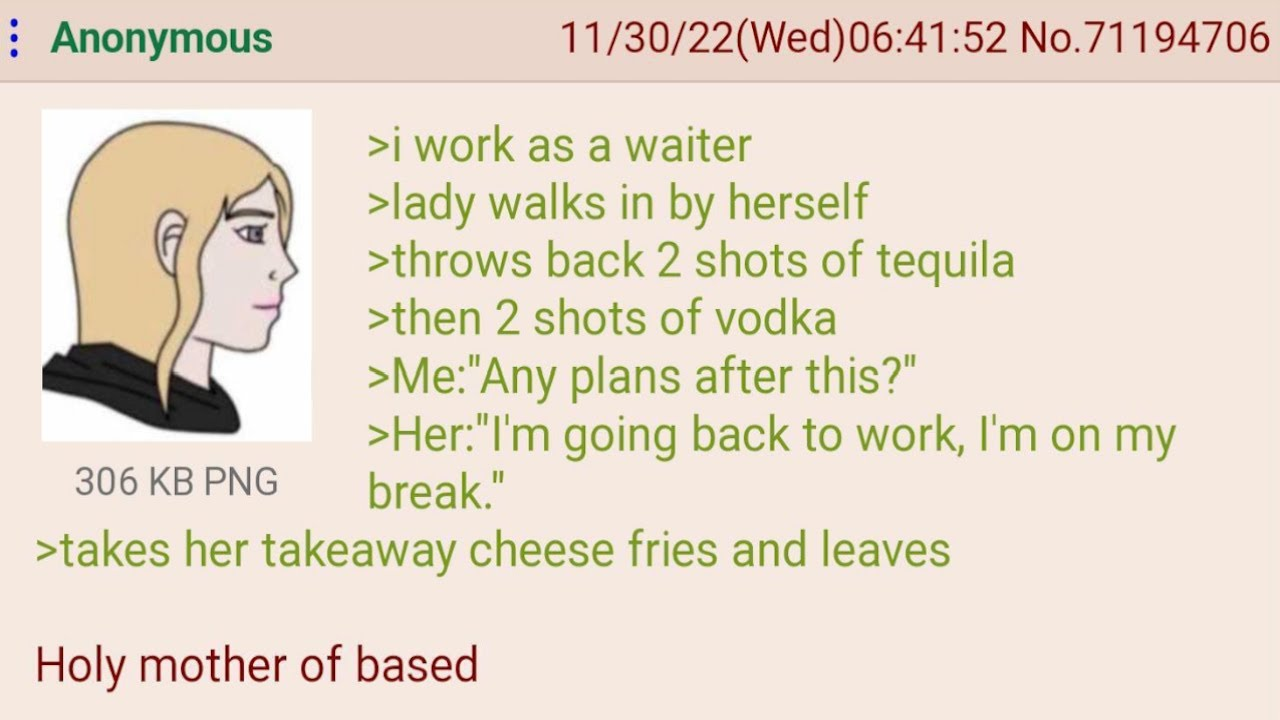 Anonymous 11/30/22(Wed)06:41:52 No.71194706
>i work as a waiter
>lady walks in by herself
>throws back 2 shots of tequila
>then 2 shots of vodka
>Me:"Any plans after this?"
>Her:"I'm going back to work, I'm on my
break."
306 KB PNG
>takes her takeaway cheese fries and leaves
Holy mother of based